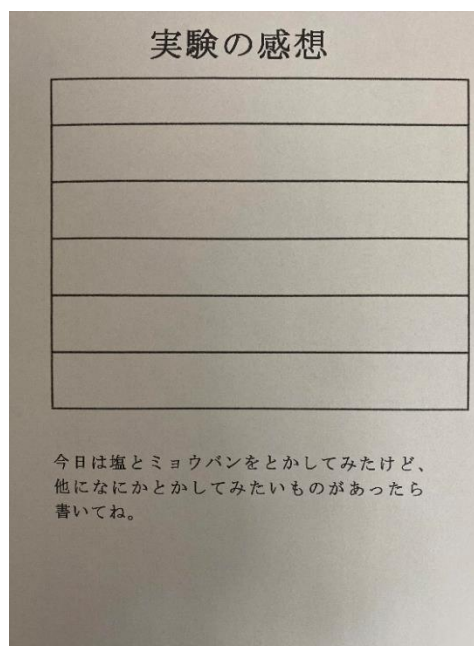 実験の感想
今日は塩とミョウバンをとかしてみたけど、
他になにかとかしてみたいものがあったら
書いてね。